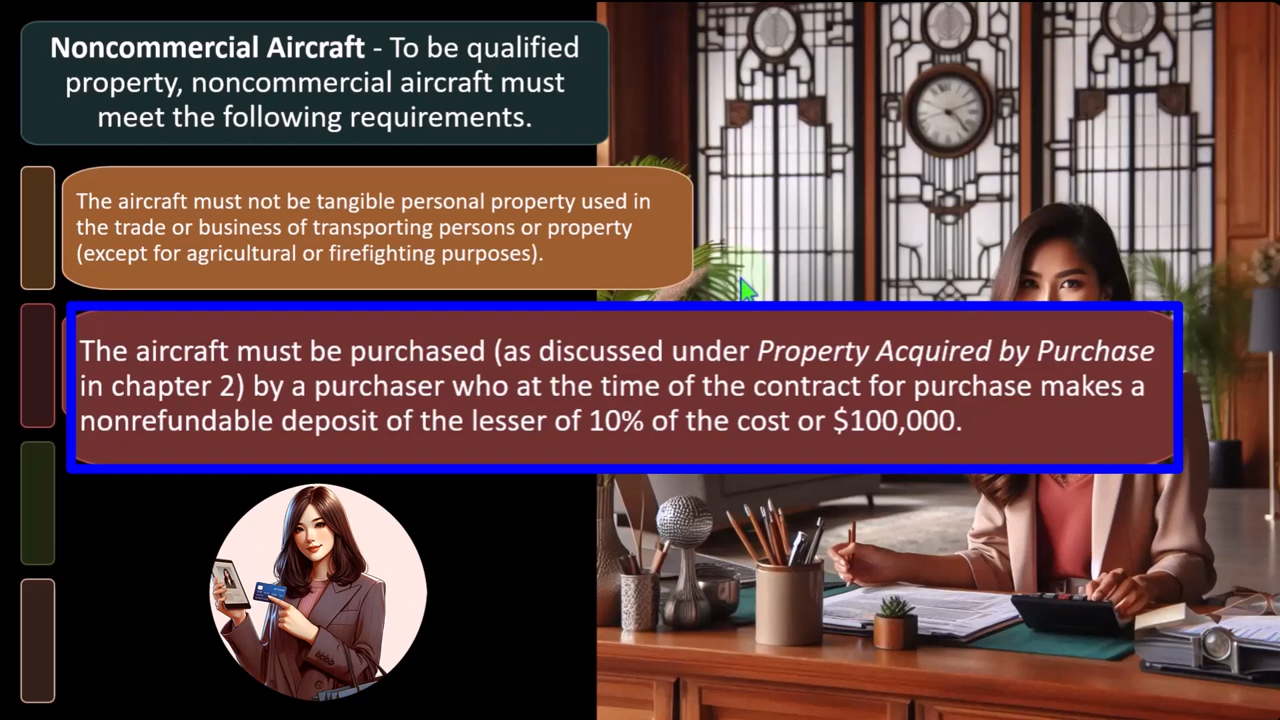 Noncommercial Aircraft - To be qualified
property, noncommercial aircraft must
meet the following requirements.
The aircraft must not be tangible personal property used in
the trade or business of transporting persons or property
(except for agricultural or firefighting purposes).
The aircraft must be purchased (as discussed under Property Acquired by Purchase
in chapter 2) by a purchaser who at the time of the contract for purchase makes a
nonrefundable deposit of the lesser of 10% of the cost or $100,000.